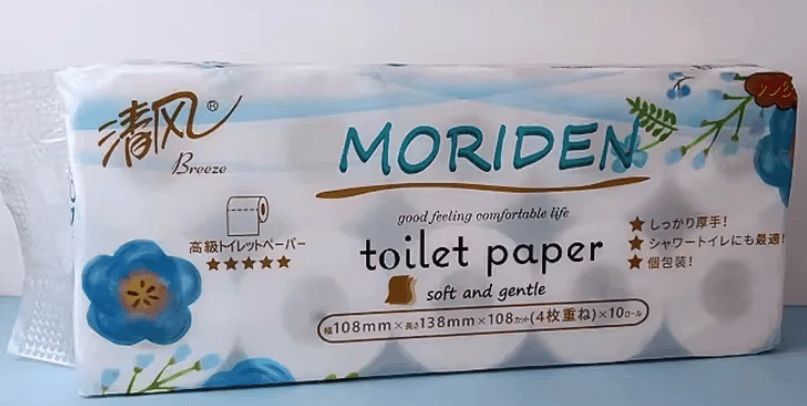 清风®
Breeze
MORIDEN
good feeling comfortable life
高級トイレットペーパー
★★★★★
toilet paper
soft and gentle
★しっかり厚手!
★シャワートイレにも最適!
★個包装!
幅108mm×長さ138mm×108カット(4枚重ね)×10ロール